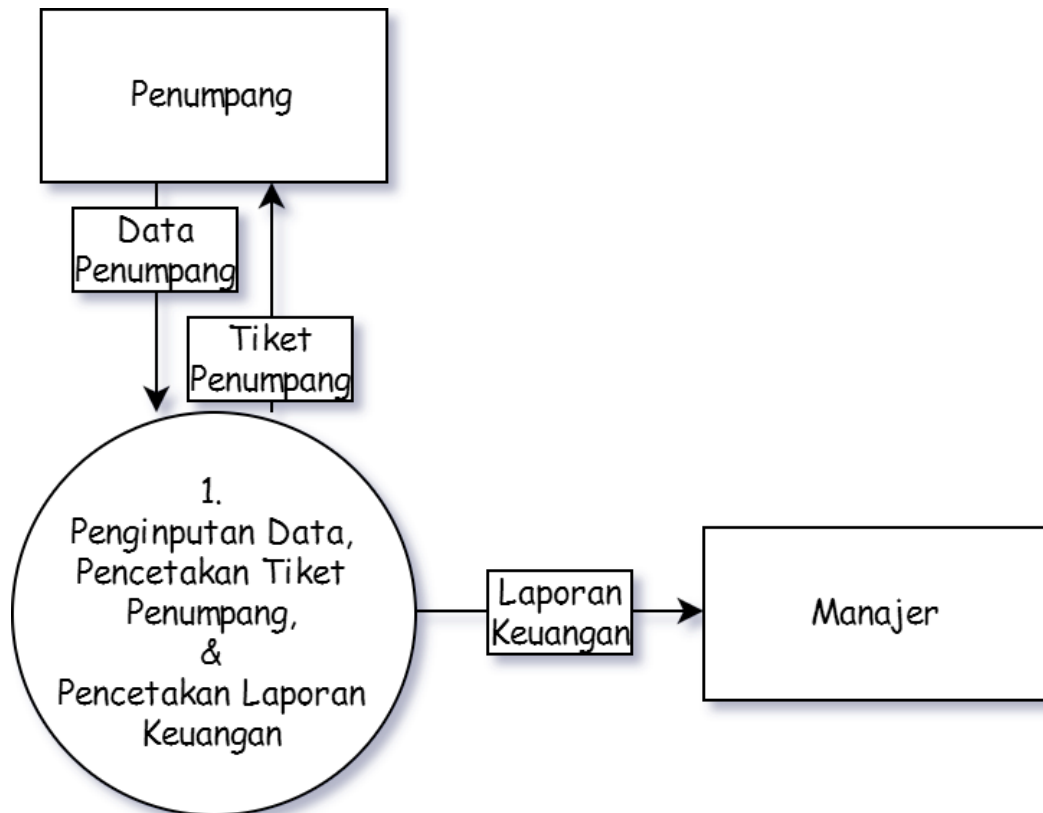 Penumpang
Data
Penumpang
Tiket
Penumpang
1.
Penginputan Data,
Pencetakan Tiket
Penumpang,
&
Pencetakan Laporan
Keuangan
Laporan
Keuangan
Manajer